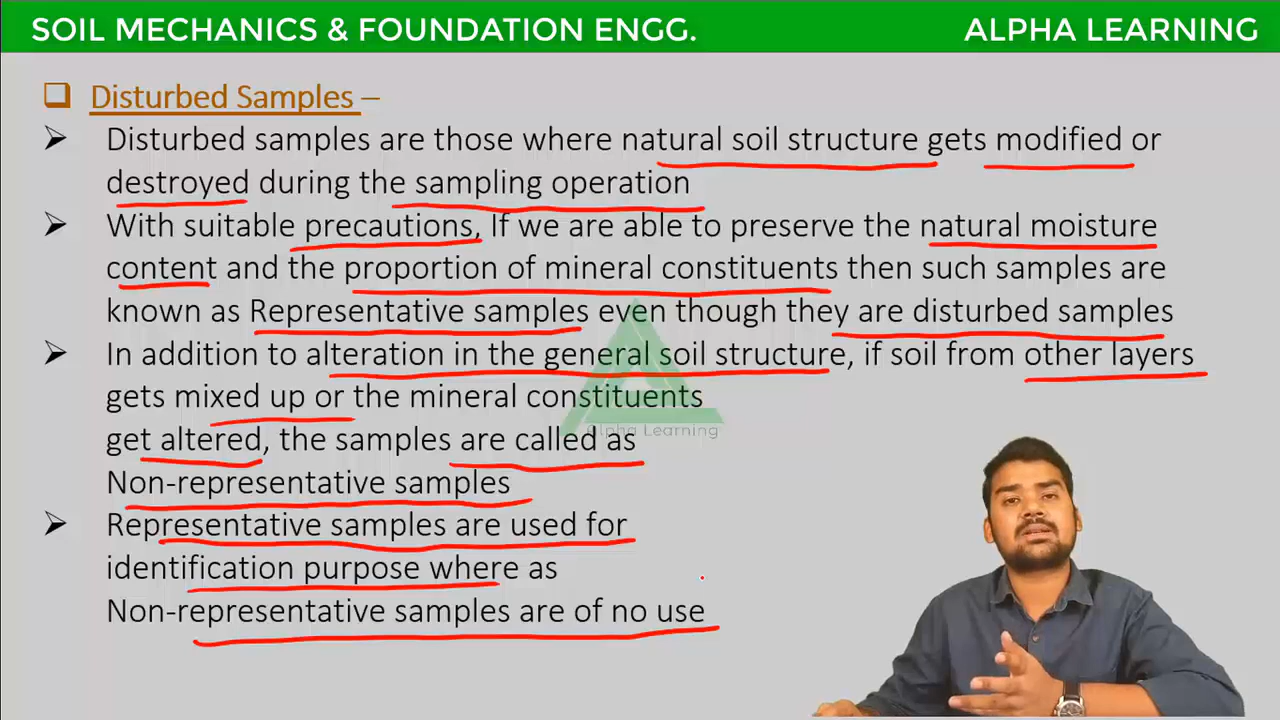 SOIL MECHANICS & FOUNDATION ENGG.
ALPHA LEARNING
Disturbed Samples –
Disturbed samples are those where natural soil structure gets modified or
destroyed during the sampling operation
With suitable precautions, If we are able to preserve the natural moisture
content and the proportion of mineral constituents then such samples are
known as Representative samples even though they are disturbed samples
In addition to alteration in the general soil structure, if soil from other layers
gets mixed up or the mineral constituents
get altered, the samples are called as
Non-representative samples
Representative samples are used for
identification purpose where as
Non-representative samples are of no use
Alpha Learning